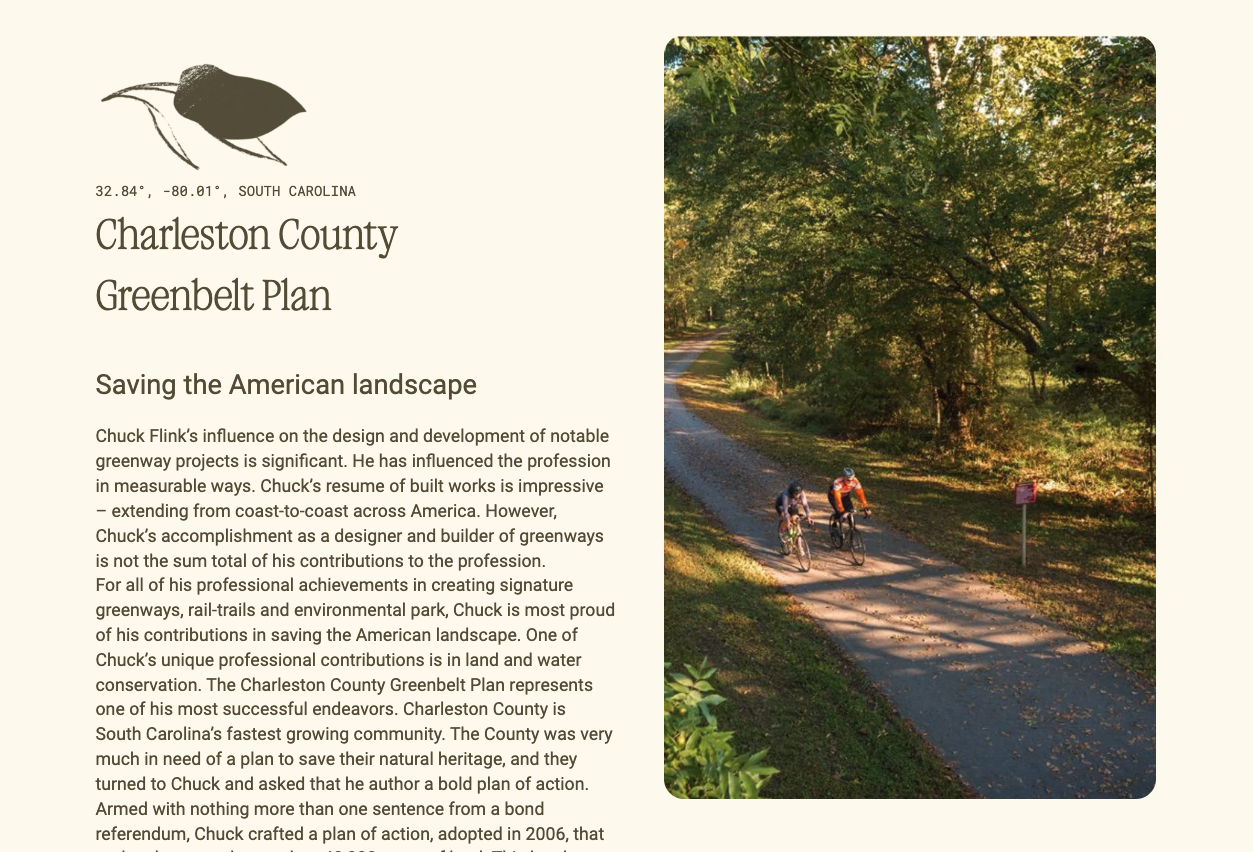 32.84°, -80.01°, SOUTH CAROLINA
Charleston County
Greenbelt Plan
Saving the American landscape
Chuck Flink’s influence on the design and development of notable
greenway projects is significant. He has influenced the profession
in measurable ways. Chuck’s resume of built works is impressive
– extending from coast-to-coast across America. However,
Chuck’s accomplishment as a designer and builder of greenways
is not the sum total of his contributions to the profession.
For all of his professional achievements in creating signature
greenways, rail-trails and environmental park, Chuck is most proud
of his contributions in saving the American landscape. One of
Chuck’s unique professional contributions is in land and water
conservation. The Charleston County Greenbelt Plan represents
one of his most successful endeavors. Charleston County is
South Carolina’s fastest growing community. The County was very
much in need of a plan to save their natural heritage, and they
turned to Chuck and asked that he author a bold plan of action.
Armed with nothing more than one sentence from a bond
referendum, Chuck crafted a plan of action, adopted in 2006, that